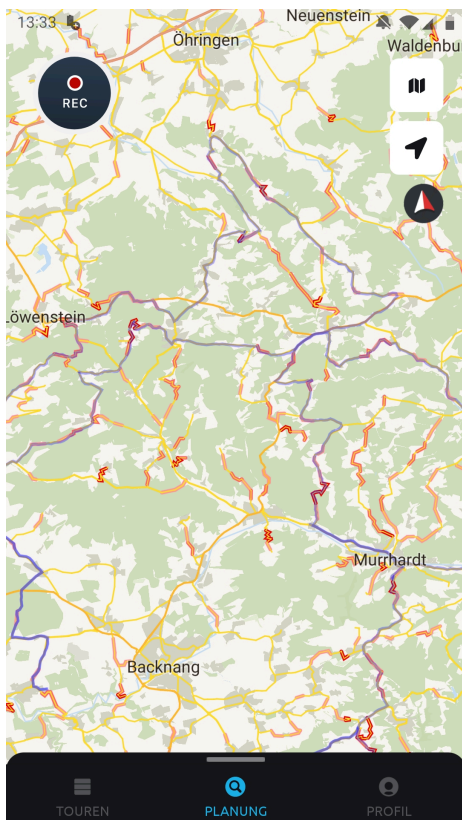 13:33
Neuenstein
Öhringen
Waldenbu
REC
Löwenstein
Murrhardt
Backnang
TOUREN
PLANUNG
PROFIL